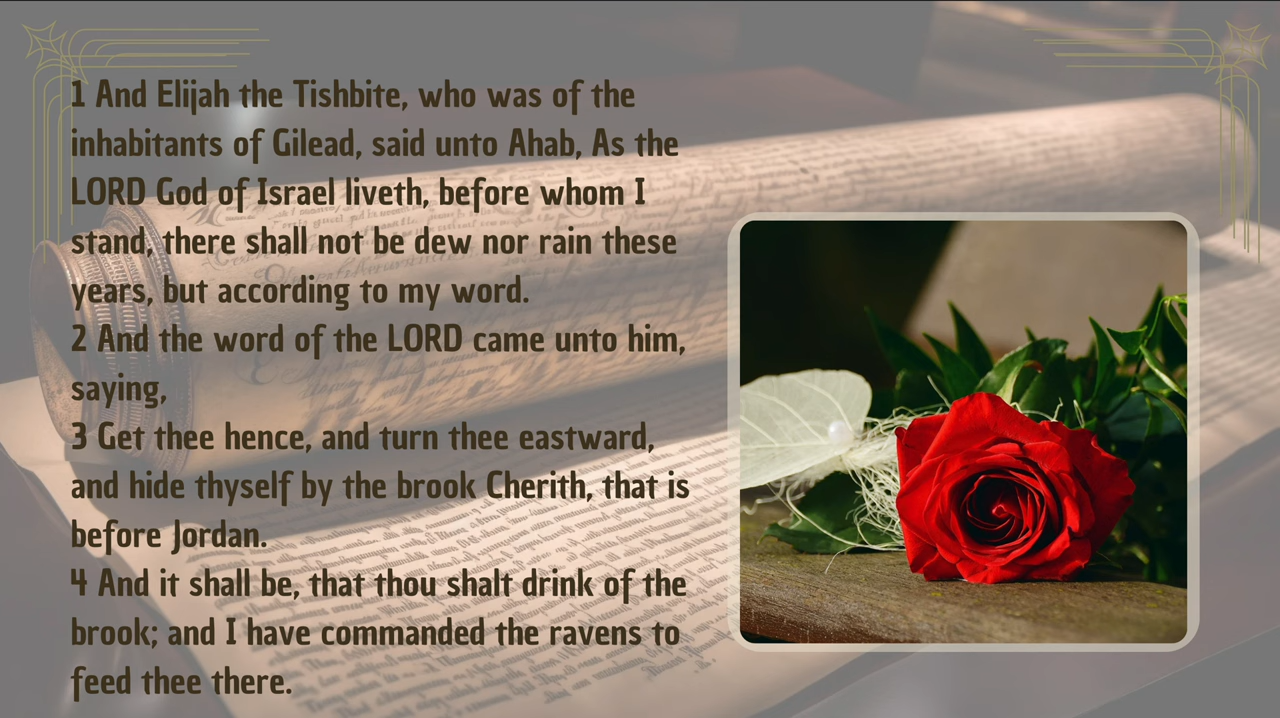 1 And Elijah the Tishbite, who was of the
inhabitants of Gilead, said unto Ahab, As the
LORD God of Israel liveth, before whom I
stand, there shall not be dew nor rain these
years, but according to my word.
2 And the word of the LORD came unto him,
saying,
3 Get thee hence, and turn thee eastward,
and hide thyself by the brook Cherith, that is
before Jordan.
4 And it shall be, that thou shalt drink of the
brook; and I have commanded the ravens to
feed thee there.